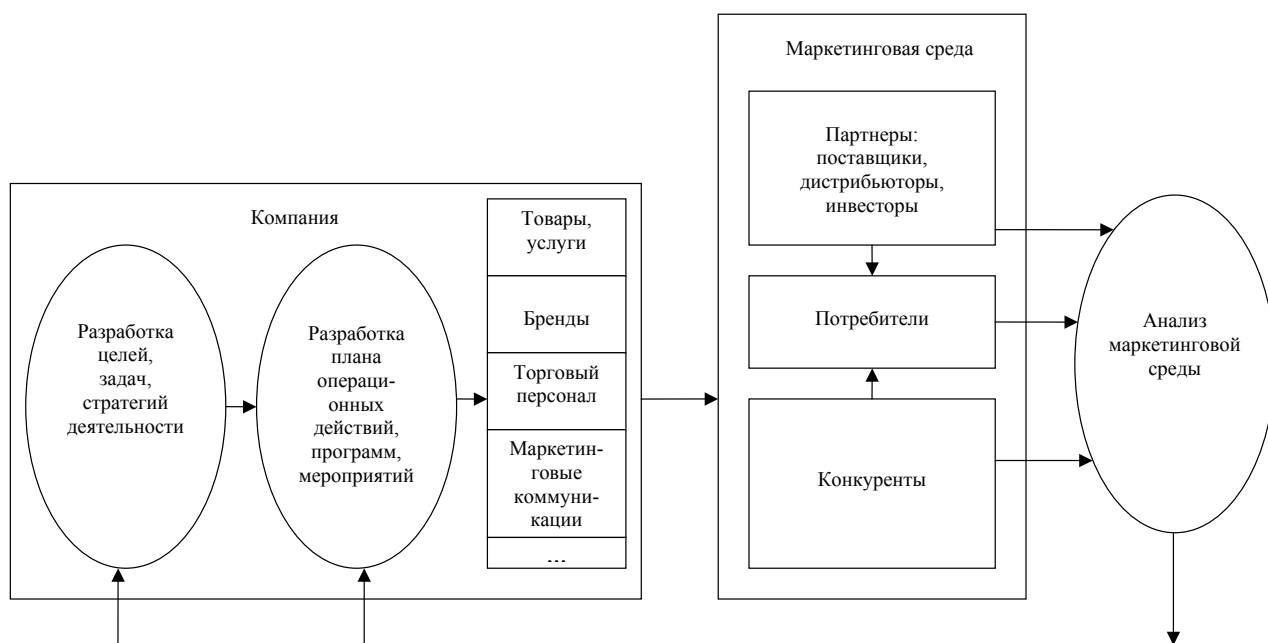 Компания
Разработка
целей,
задач,
стратегий
деятельности
Разработка
плана
операци-
онных
действий,
программ,
мероприятий
Товары,
услуги
Бренды
Торговый
персонал
Маркетин-
говые
коммуни-
кации
...
Маркетинговая среда
Партнеры:
поставщики,
дистрибьюторы,
инвесторы
Потребители
Конкуренты
Анализ
маркетинговой
среды